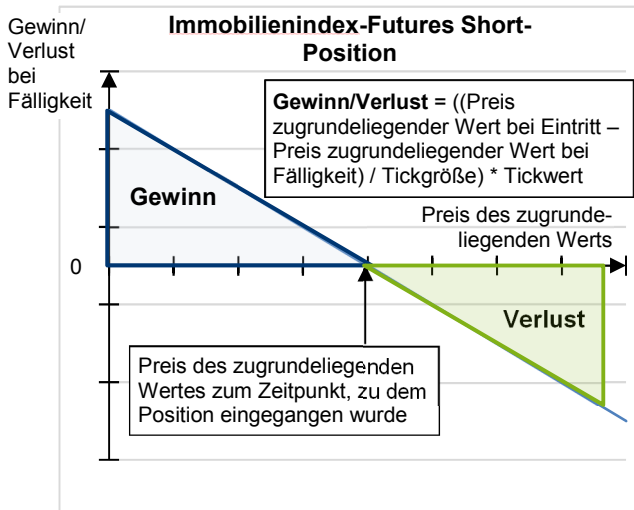 Gewinn/
Verlust
bei
Fälligkeit
Immobilienindex-Futures Short-
Position
Gewinn/Verlust = ((Preis
zugrundeliegender Wert bei Eintritt –
Preis zugrundeliegender Wert bei
Fälligkeit) / Tickgröße) * Tickwert
Gewinn
Preis des zugrunde-
liegenden Werts
0
Verlust
Preis des zugrundeliegenden
Wertes zum Zeitpunkt, zu dem
Position eingegangen wurde